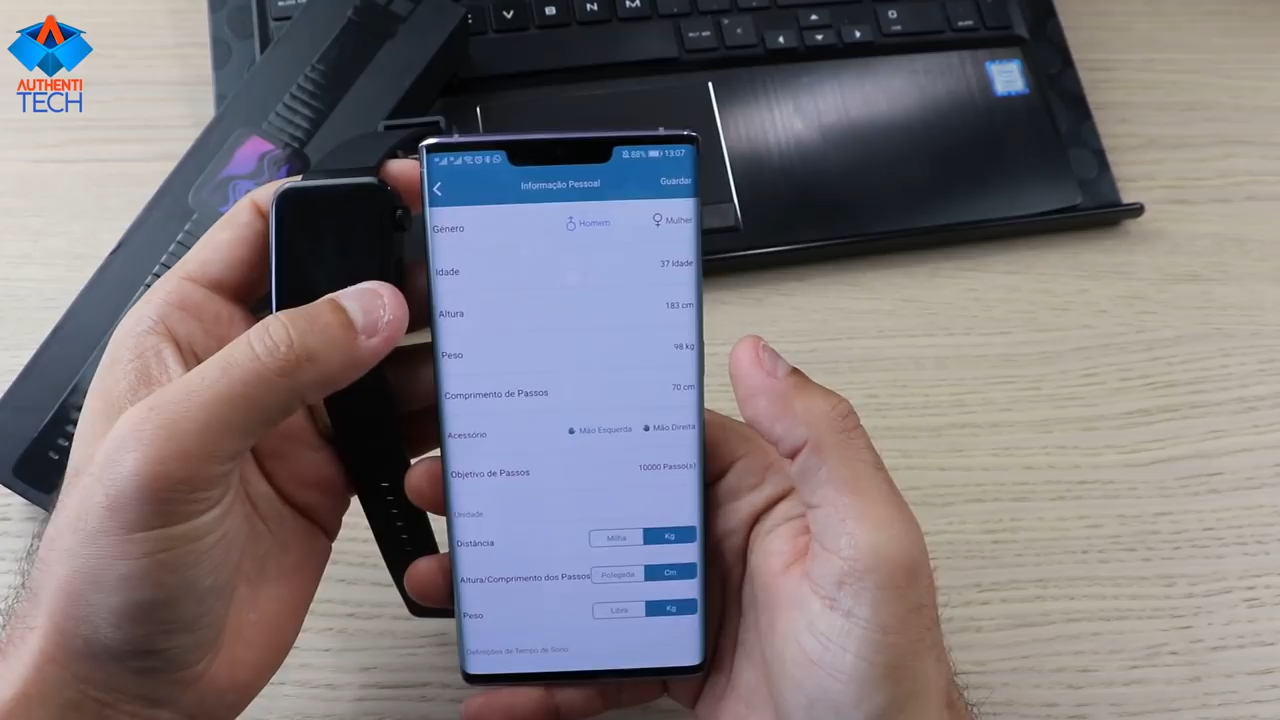 AUTHENTI
TECH
V B N M
88% 13:07
Informação Pessoal
Guardar
Género Homem Mulher
Idade 37 Idade
Altura 183 cm
Peso 98 kg
Comprimento de Passos 70 cm
Acessório Mão Esquerda Mão Direita
Objetivo de Passos 10000 Passo(s)
Unidade
Distância Milha Kg
Altura/Comprimento dos Passos Polegada Cm
Peso Libra Kg
Definições de Tempo de Sono